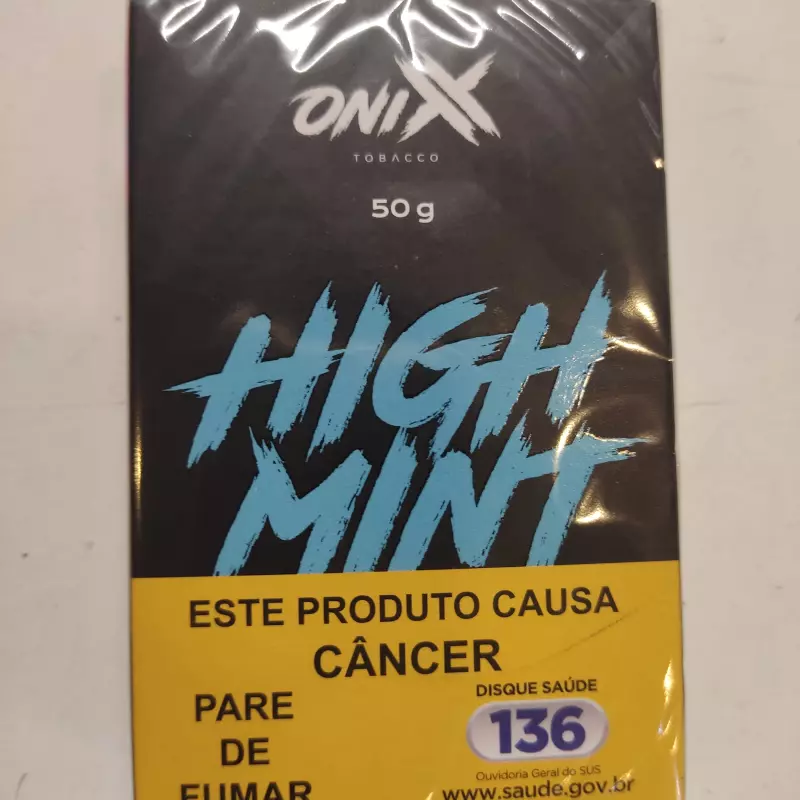 ONIX
TOBACCO
50 g
HIGH
MINT
ESTE PRODUTO CAUSA
CÂNCER
PARE
DE
FUMAR
DISQUE SAÚDE
136
Ouvidoria Geral do SUS
www.saude.gov.br